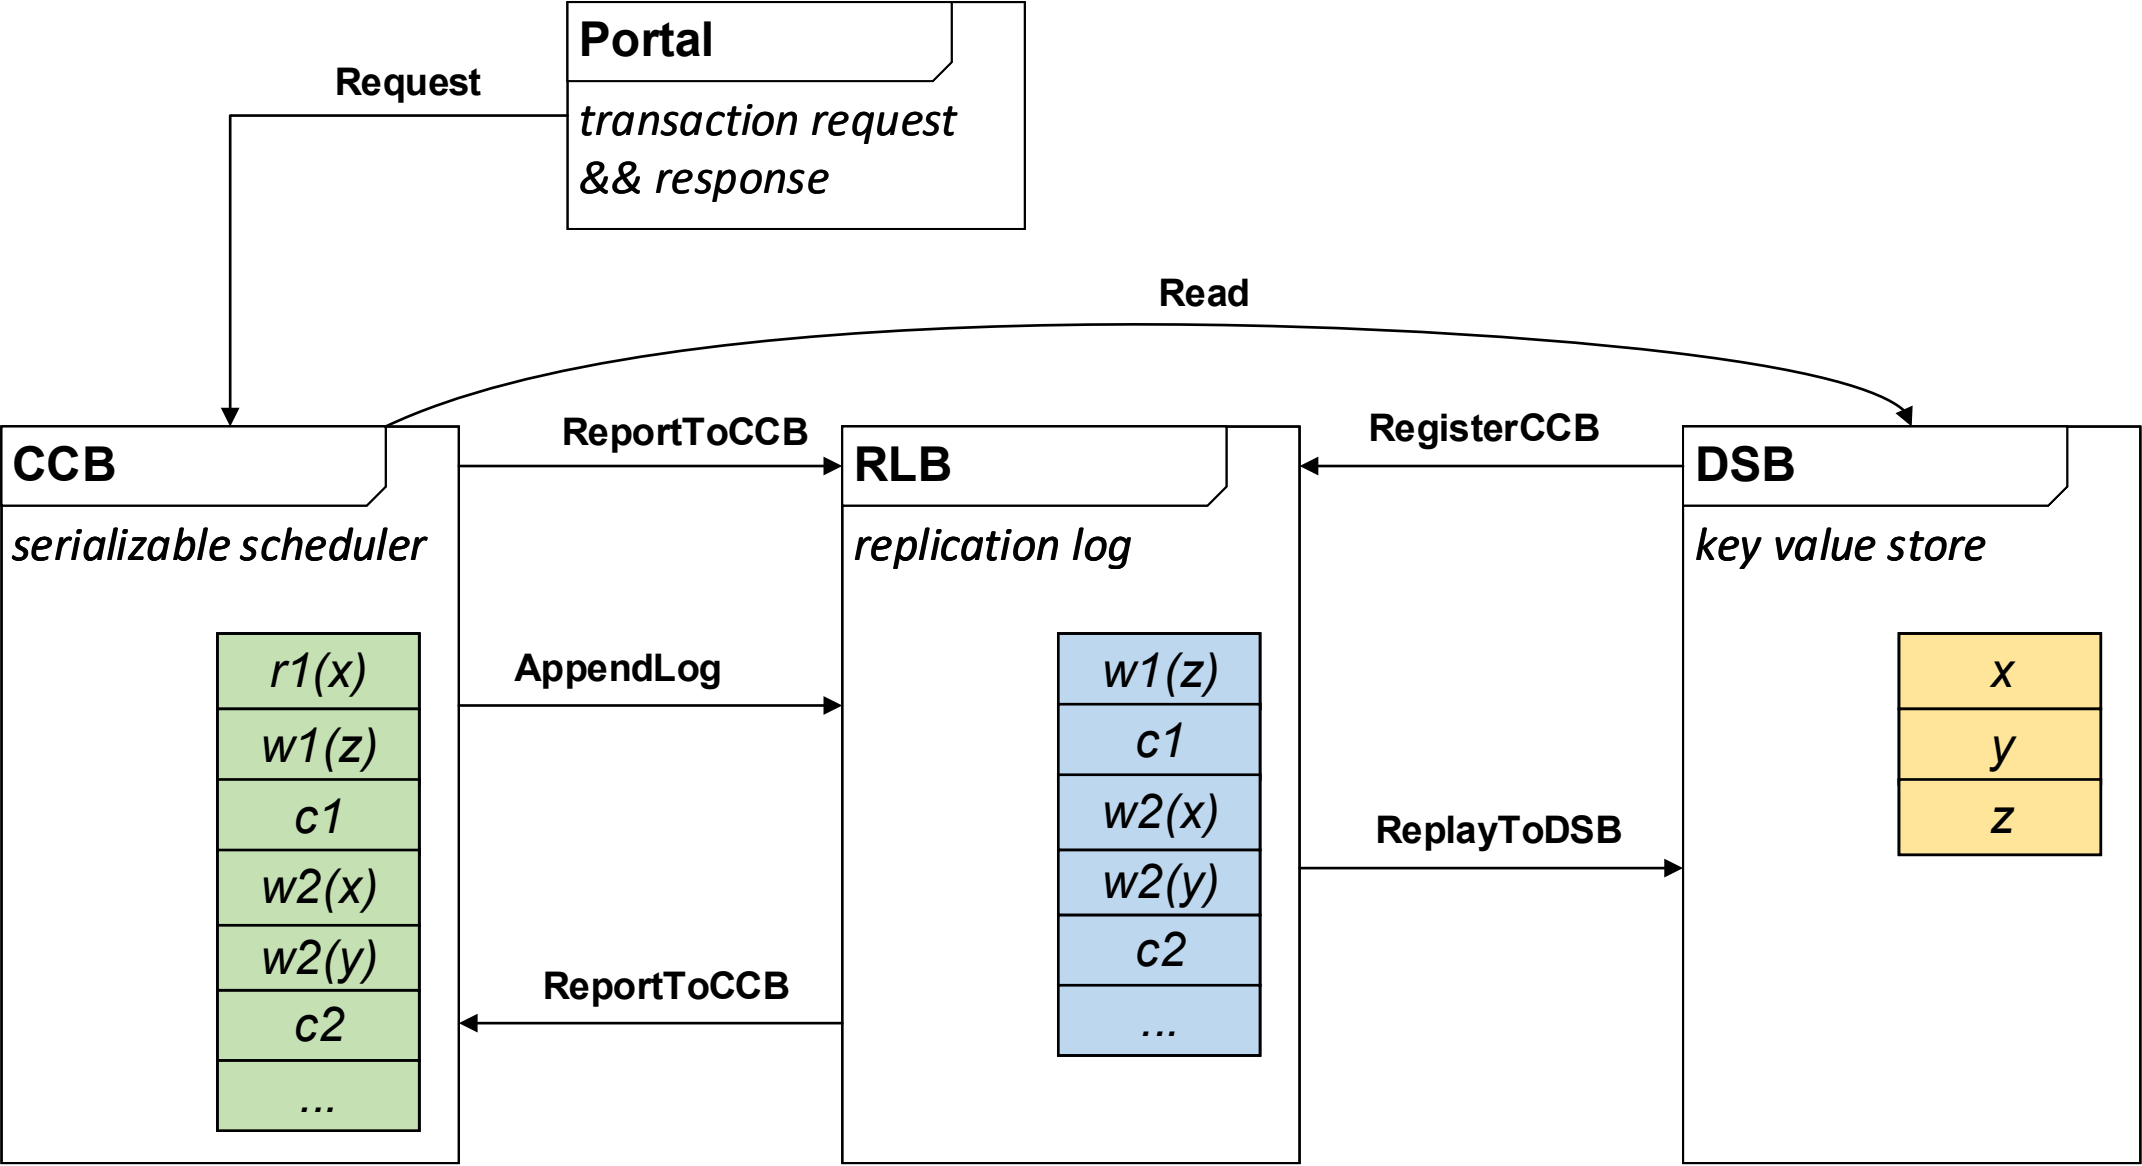 Portal
transaction request
&& response
Request
Read
CCB
serializable scheduler
r1(x)
w1(z)
c1
w2(x)
w2(y)
c2
...
ReportToCCB
AppendLog
ReportToCCB
RLB
replication log
w1(z)
c1
w2(x)
w2(y)
c2
...
RegisterCCB
ReplayToDSB
DSB
key value store
x
y
z